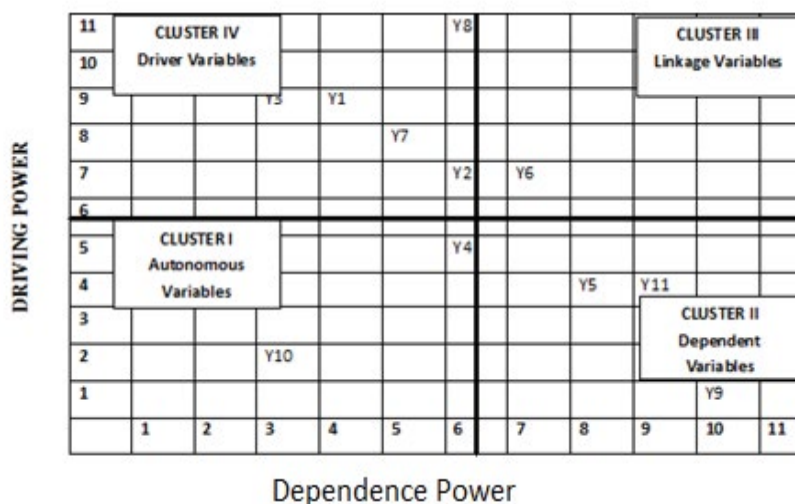 11 CLUSTER IV Y8 CLUSTER III
Driver Variables Linkage Variables
10
9 Y3 Y1
8 Y7
7 Y2 Y6
6
CLUSTER I
5 Y4
Autonomous
4 Y5 Y11
Variables
3 CLUSTER II
Dependent
2 Y10
Variables
1 Y9
1 2 3 4 5 6 7 8 9 10 11
DRIVING POWER
Dependence Power